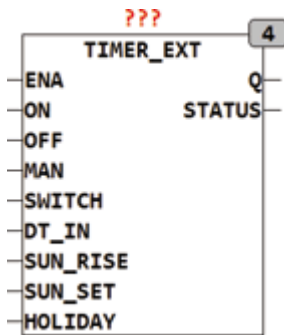 ???
4
TIMER_EXT
ENA Q
ON STATUS
OFF
MAN
SWITCH
DT_IN
SUN_RISE
SUN_SET
HOLIDAY